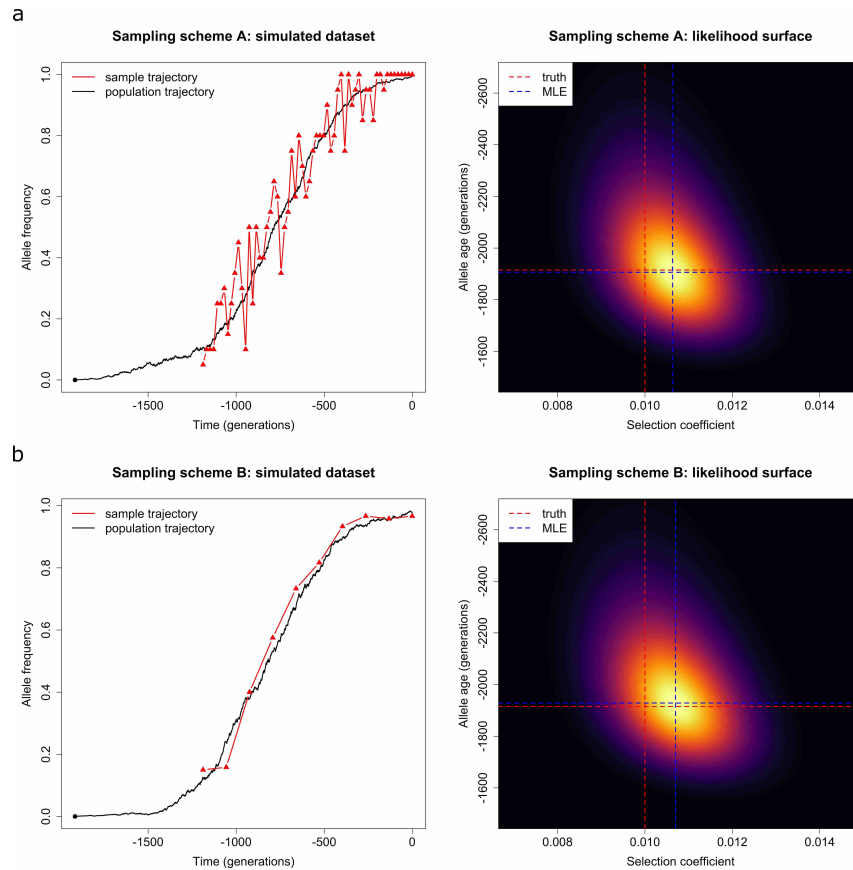 a
Sampling scheme A: simulated dataset
sample trajectory
population trajectory
Allele frequency
0.0
0.2
0.4
0.6
0.8
1.0
-1500
-1000
-500
0
Time (generations)
Sampling scheme A: likelihood surface
truth
MLE
Allele age (generations)
-2600
-2400
-2200
-2000
-1800
-1600
0.008
0.010
0.012
0.014
Selection coefficient
b
Sampling scheme B: simulated dataset
sample trajectory
population trajectory
Allele frequency
0.0
0.2
0.4
0.6
0.8
1.0
-1500
-1000
-500
0
Time (generations)
Sampling scheme B: likelihood surface
truth
MLE
Allele age (generations)
-2600
-2400
-2200
-2000
-1800
-1600
0.008
0.010
0.012
0.014
Selection coefficient